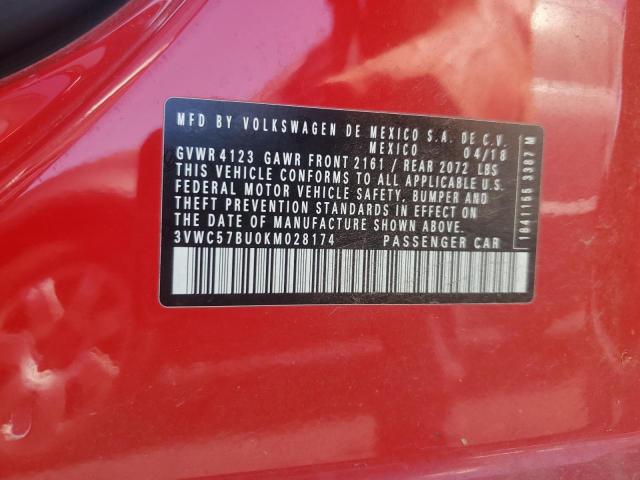 MFD BY VOLKSWAGEN DE MEXICO S.A. DE C.V.
MEXICO 04/18
GVWR 4123 GAWR FRONT 2161 / REAR 2072 LBS
THIS VEHICLE CONFORMS TO ALL APPLICABLE U.S.
FEDERAL MOTOR VEHICLE SAFETY, BUMPER AND
THEFT PREVENTION STANDARDS IN EFFECT ON
THE DATE OF MANUFACTURE SHOWN ABOVE.
3VWC57BU0KM028174 PASSENGER CAR
1841165 3387 M